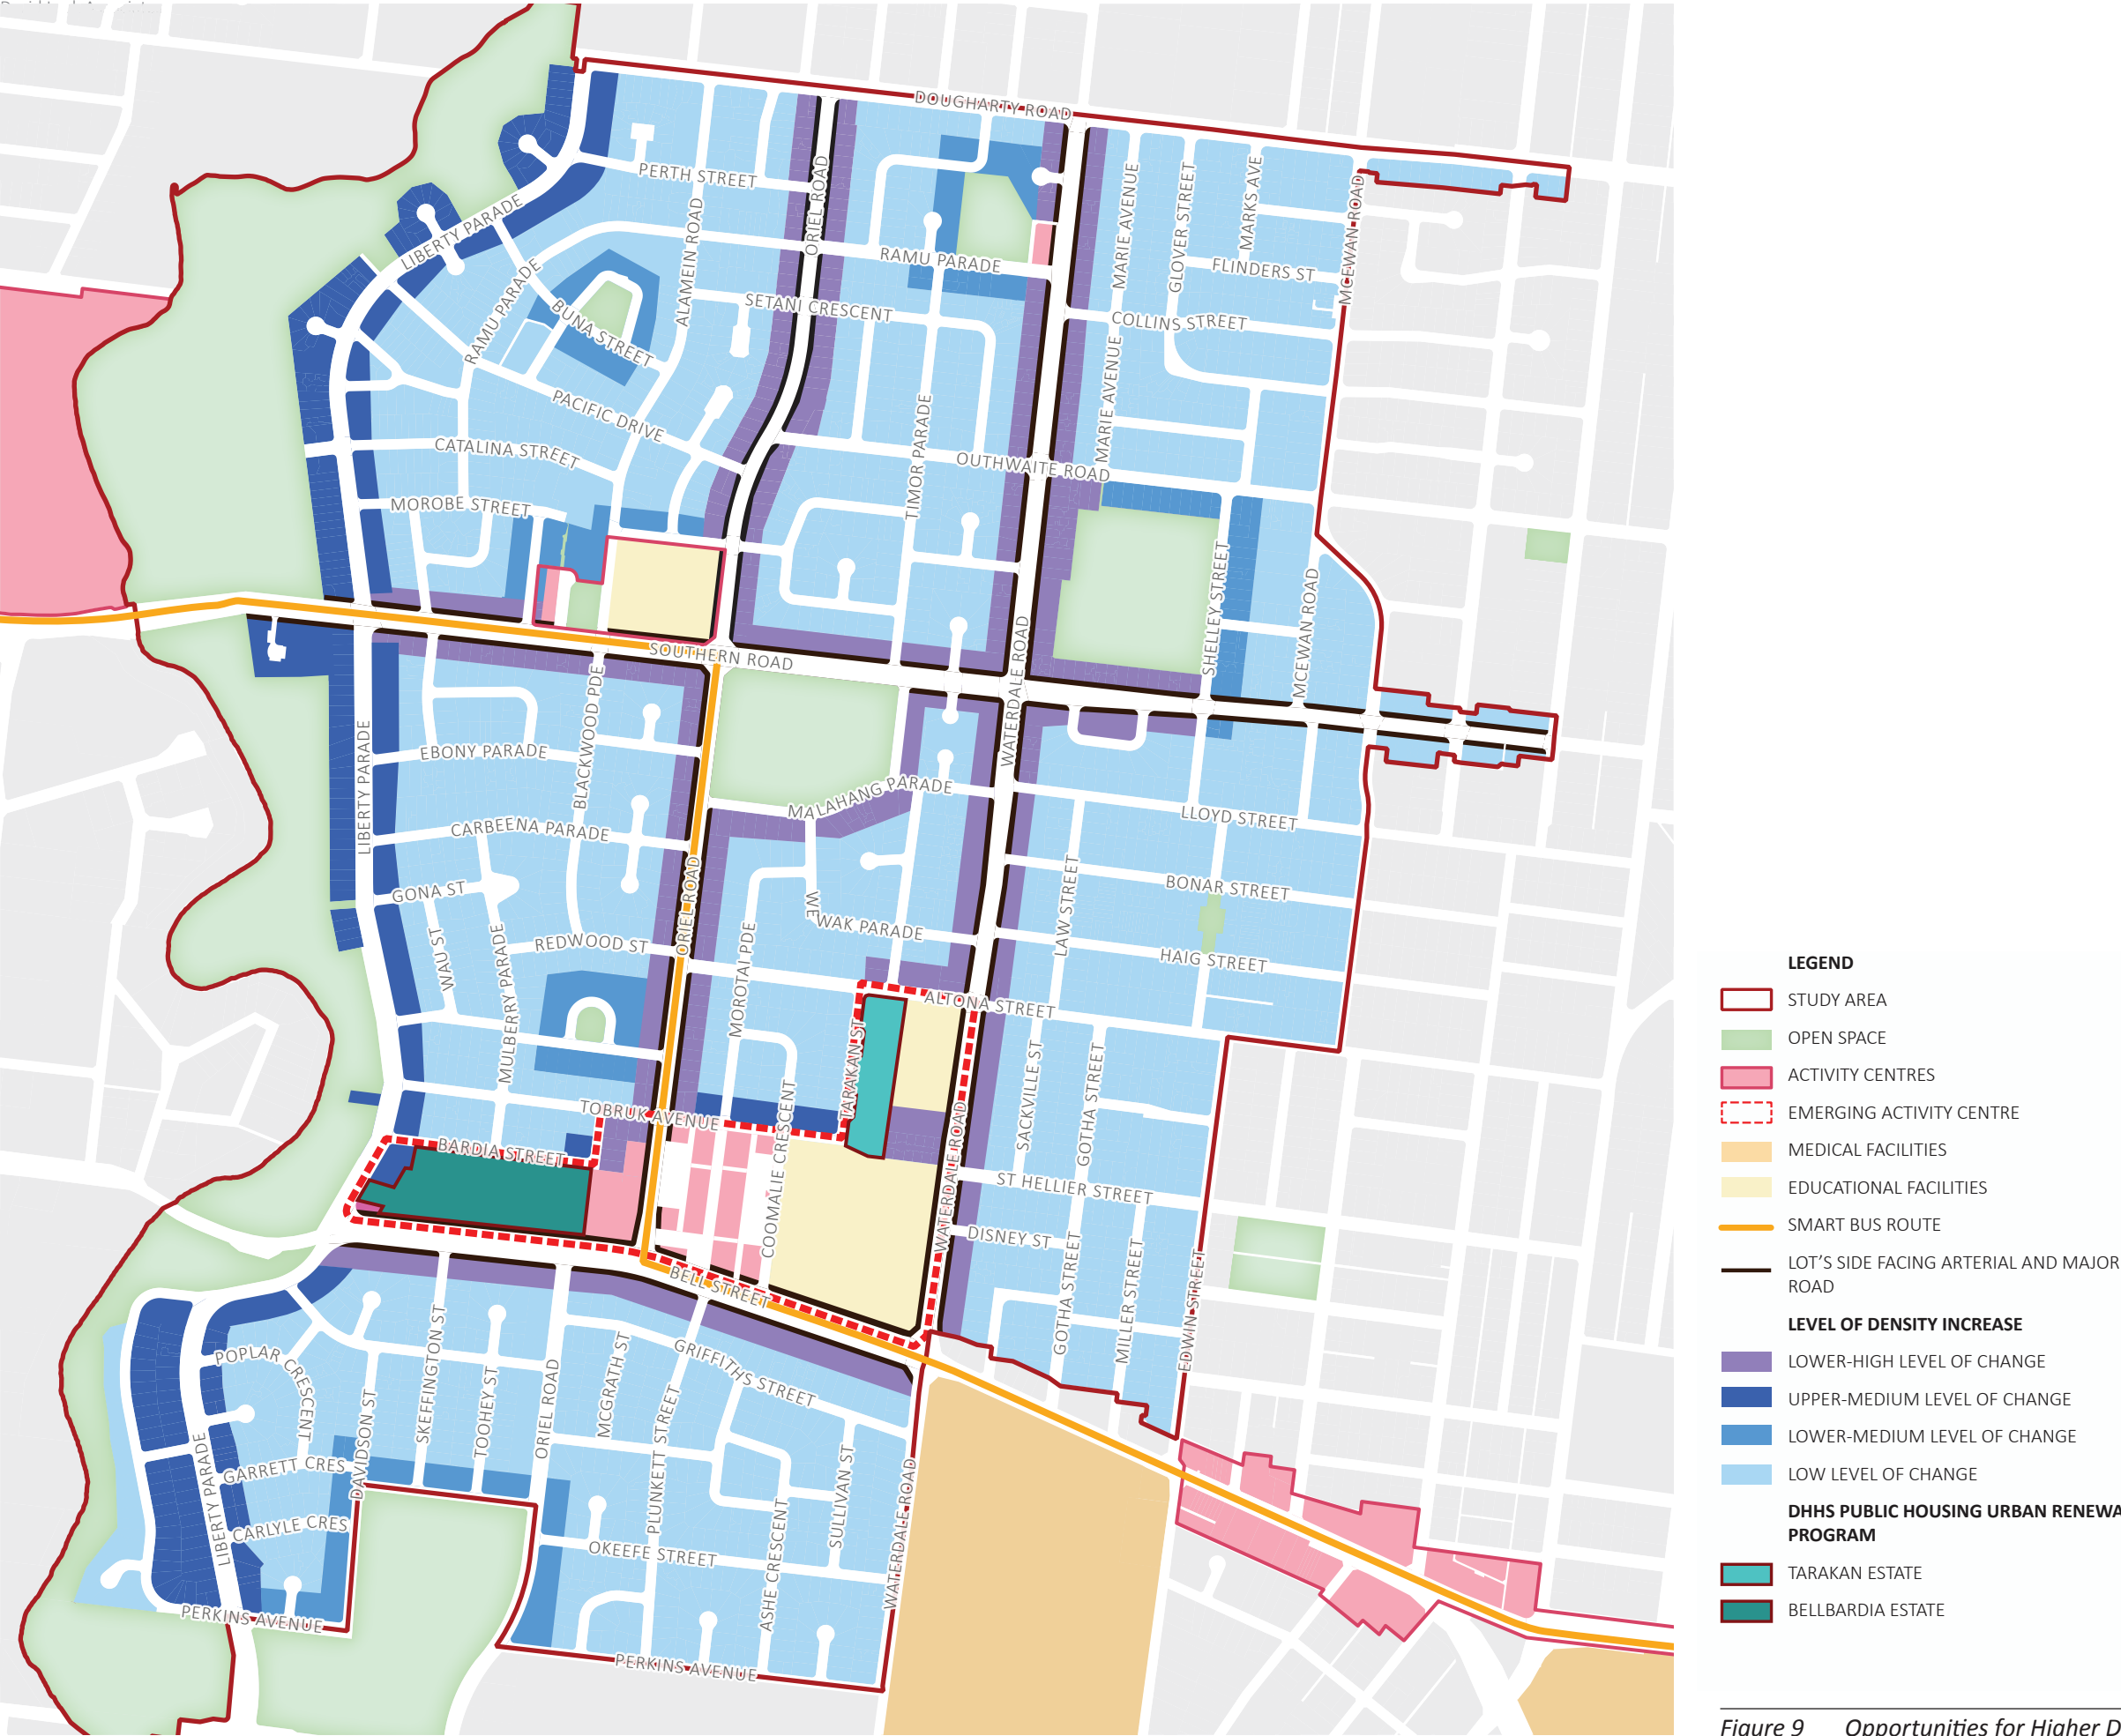 DOUGHARTY ROAD
PERTH STREET
ORIEL ROAD
MARIE AVENUE
GLOVER STREET
MARKS AVE
MCEWAN ROAD
LIBERTY PARADE
ALAMEIN ROAD
RAMU PARADE
FLINDERS ST
RAMU PARADE
BUNA STREET
SETANI CRESCENT
COLLINS STREET
MARIE AVENUE
PACIFIC DRIVE
TIMOR PARADE
CATALINA STREET
OUTHWAITE ROAD
MOROBE STREET
SHELLEY STREET
MCEWAN ROAD
SOUTHERN ROAD
WATERDALE ROAD
BLACKWOOD PDE
LIBERTY PARADE
EBONY PARADE
MALAHANG PARADE
LLOYD STREET
CARBEENA PARADE
ORIEL ROAD
LAW STREET
BONAR STREET
GONA ST
WEWAK PARADE
WAU ST
MULBERRY PARADE
REDWOOD ST
MOROTAI PDE
HAIG STREET
ALTONA STREET
TARAKAN ST
SACKVILLE ST
GOTHA STREET
TOBRUK AVENUE
COOMALIE CRESCENT
WATERDALE ROAD
BARDIA STREET
ST HELLIER STREET
DISNEY ST
BELL STREET
GOTHA STREET
MILLER STREET
EDWIN STREET
POPLAR CRESCENT
SKEFFINGTON ST
TOOHEY ST
ORIEL ROAD
MCGRATH ST
GRIFFITHS STREET
PLUNKETT STREET
DAVIDSON ST
LIBERTY PARADE
GARRETT CRES
CARLYLE CRES
SULLIVAN ST
WATERDALE ROAD
OKEEFE STREET
ASHE CRESCENT
PERKINS AVENUE
PERKINS AVENUE
LEGEND
STUDY AREA
OPEN SPACE
ACTIVITY CENTRES
EMERGING ACTIVITY CENTRE
MEDICAL FACILITIES
EDUCATIONAL FACILITIES
SMART BUS ROUTE
LOT'S SIDE FACING ARTERIAL AND MAJOR
ROAD
LEVEL OF DENSITY INCREASE
LOWER-HIGH LEVEL OF CHANGE
UPPER-MEDIUM LEVEL OF CHANGE
LOWER-MEDIUM LEVEL OF CHANGE
LOW LEVEL OF CHANGE
DHHS PUBLIC HOUSING URBAN RENEWA
PROGRAM
TARAKAN ESTATE
BELLBARDIA ESTATE
Figure 9 Opportunities for Higher D